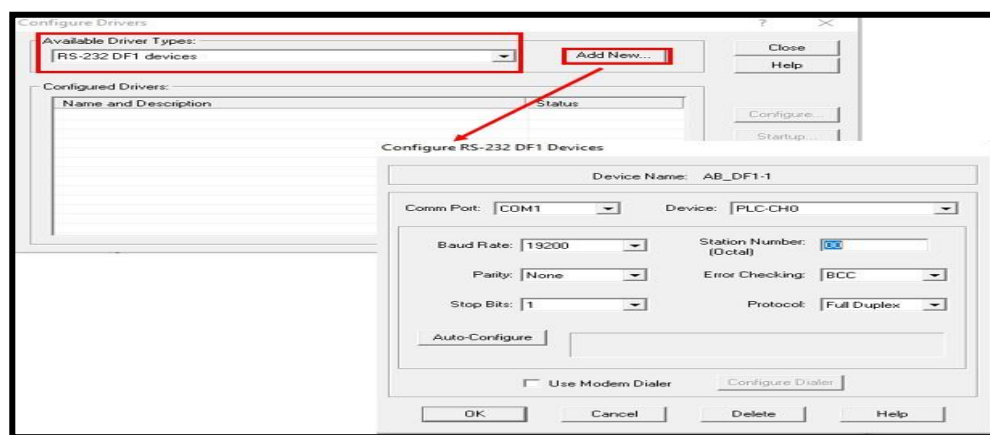 Configure Drivers ?
Available Driver Types:
RS-232 DF1 devices Add New... Close
Help
Configured Drivers:
Name and Description Status
Configure...
Startup...
Configure RS-232 DF1 Devices
Device Name: AB_DF1-1
Comm Port: COM1 Device: PLC-CH0
Baud Rate: 19200 Station Number: 00
(Octal)
Parity: None Error Checking: BCC
Stop Bits: 1 Protocol: Full Duplex
Auto-Configure
Use Modem Dialer Configure Dialer
OK Cancel Delete Help